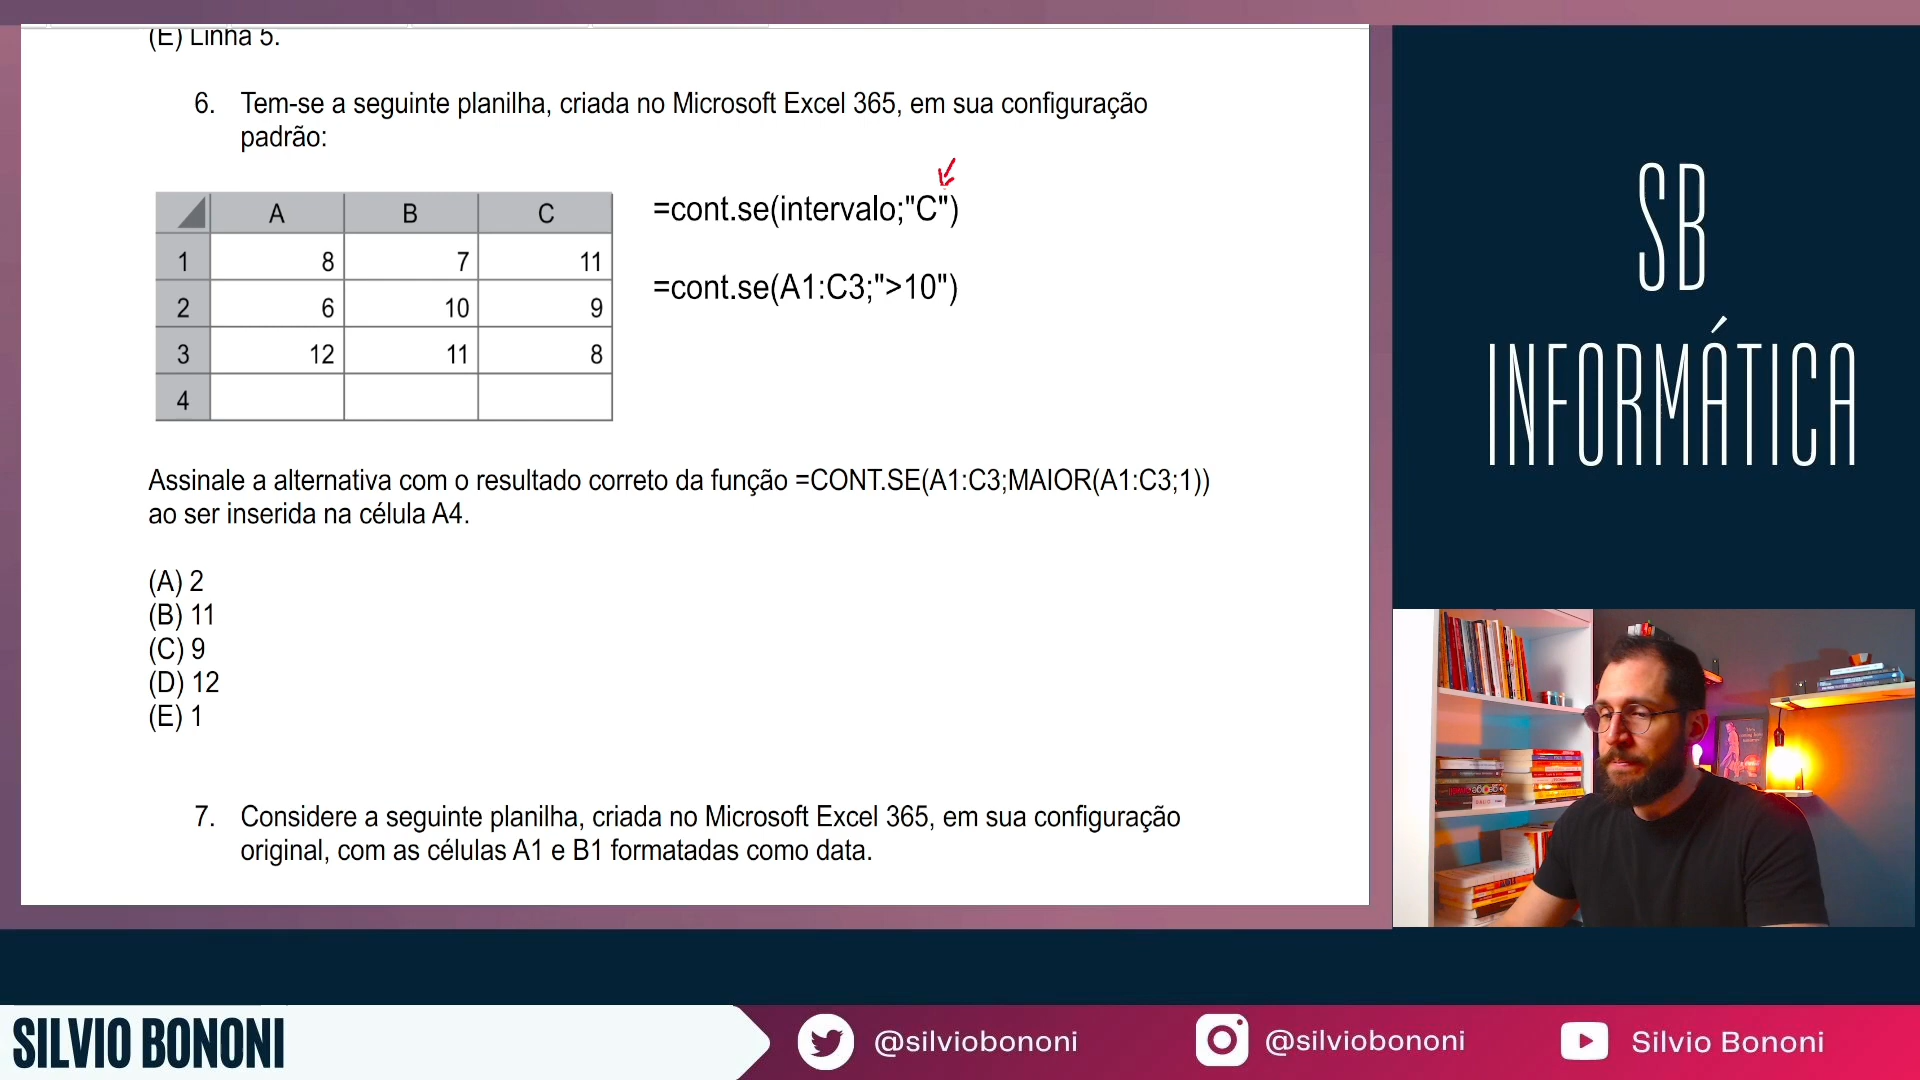 (E) Linha 5.
6. Tem-se a seguinte planilha, criada no Microsoft Excel 365, em sua configuração
padrão:
A B C
1 8 7 11
2 6 10 9
3 12 11 8
4
=cont.se(intervalo;"C")
=cont.se(A1:C3;">10")
Assinale a alternativa com o resultado correto da função =CONT.SE(A1:C3;MAIOR(A1:C3;1))
ao ser inserida na célula A4.
(A) 2
(B) 11
(C) 9
(D) 12
(E) 1
7. Considere a seguinte planilha, criada no Microsoft Excel 365, em sua configuração
original, com as células A1 e B1 formatadas como data.
SB
INFORMÁTICA
SILVIO BONONI
@silviobononi
@silviobononi
Silvio Bononi